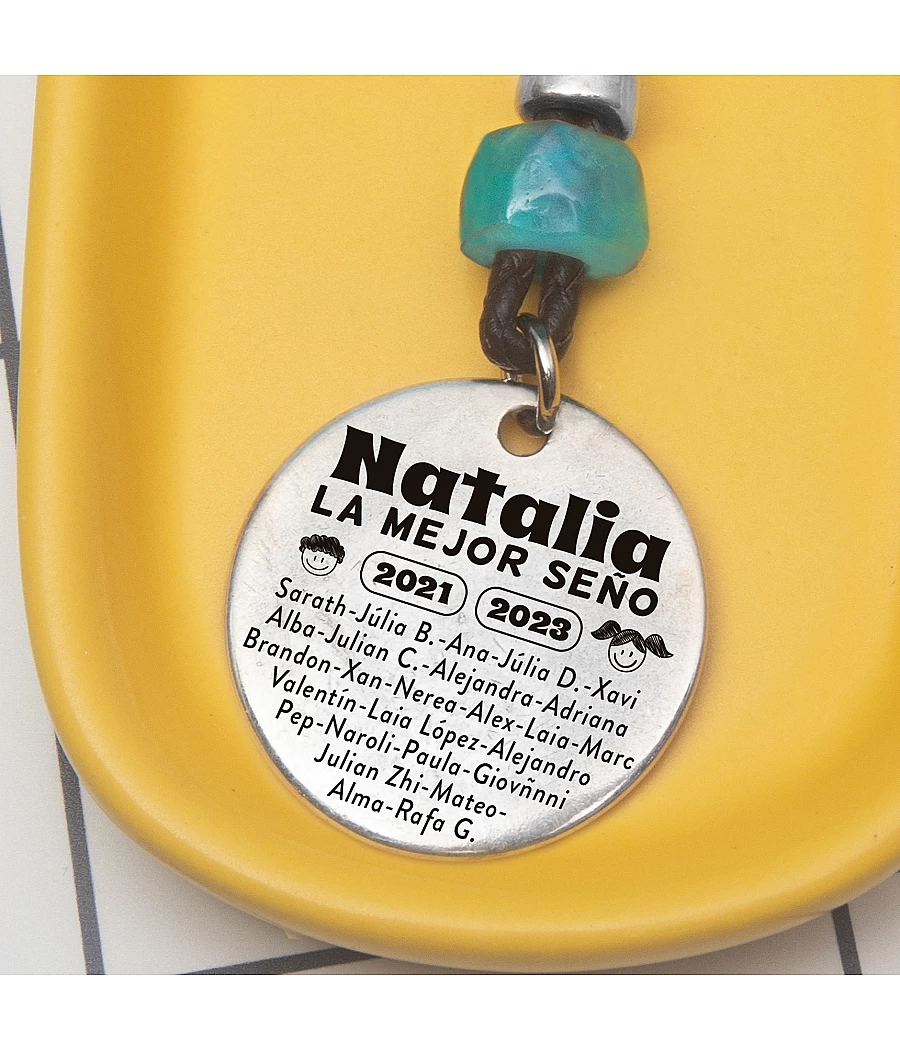 Natalia
LA MEJOR SEÑO
2021 2023
Sarath-Júlia B.-Ana-Júlia D.-Xavi
Alba-Julian C.-Alejandra-Adriana
Brandon-Xan-Nerea-Alex-Laia-Marc
Valentín-Laia López-Alejandro
Pep-Naroli-Paula-Giovñnni
Julian Zhi-Mateo-
Alma-Rafa G.